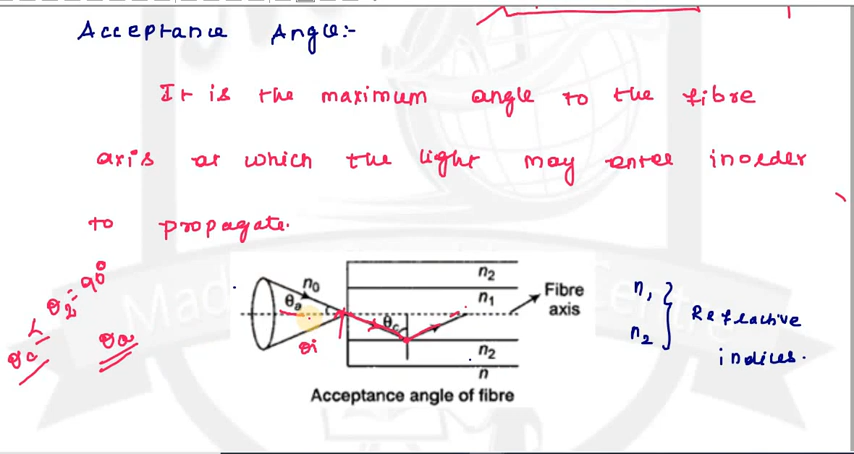 Acceptance Angle:-
It is the maximum angle to the fibre
axis at which the light may enter inorder
to propagate.
θ2=90°
θc
θa
n0
θa
θi
θc
n2
n1
n2
n
Fibre
axis
Acceptance angle of fibre
n1
n2
Reflactive
indices.